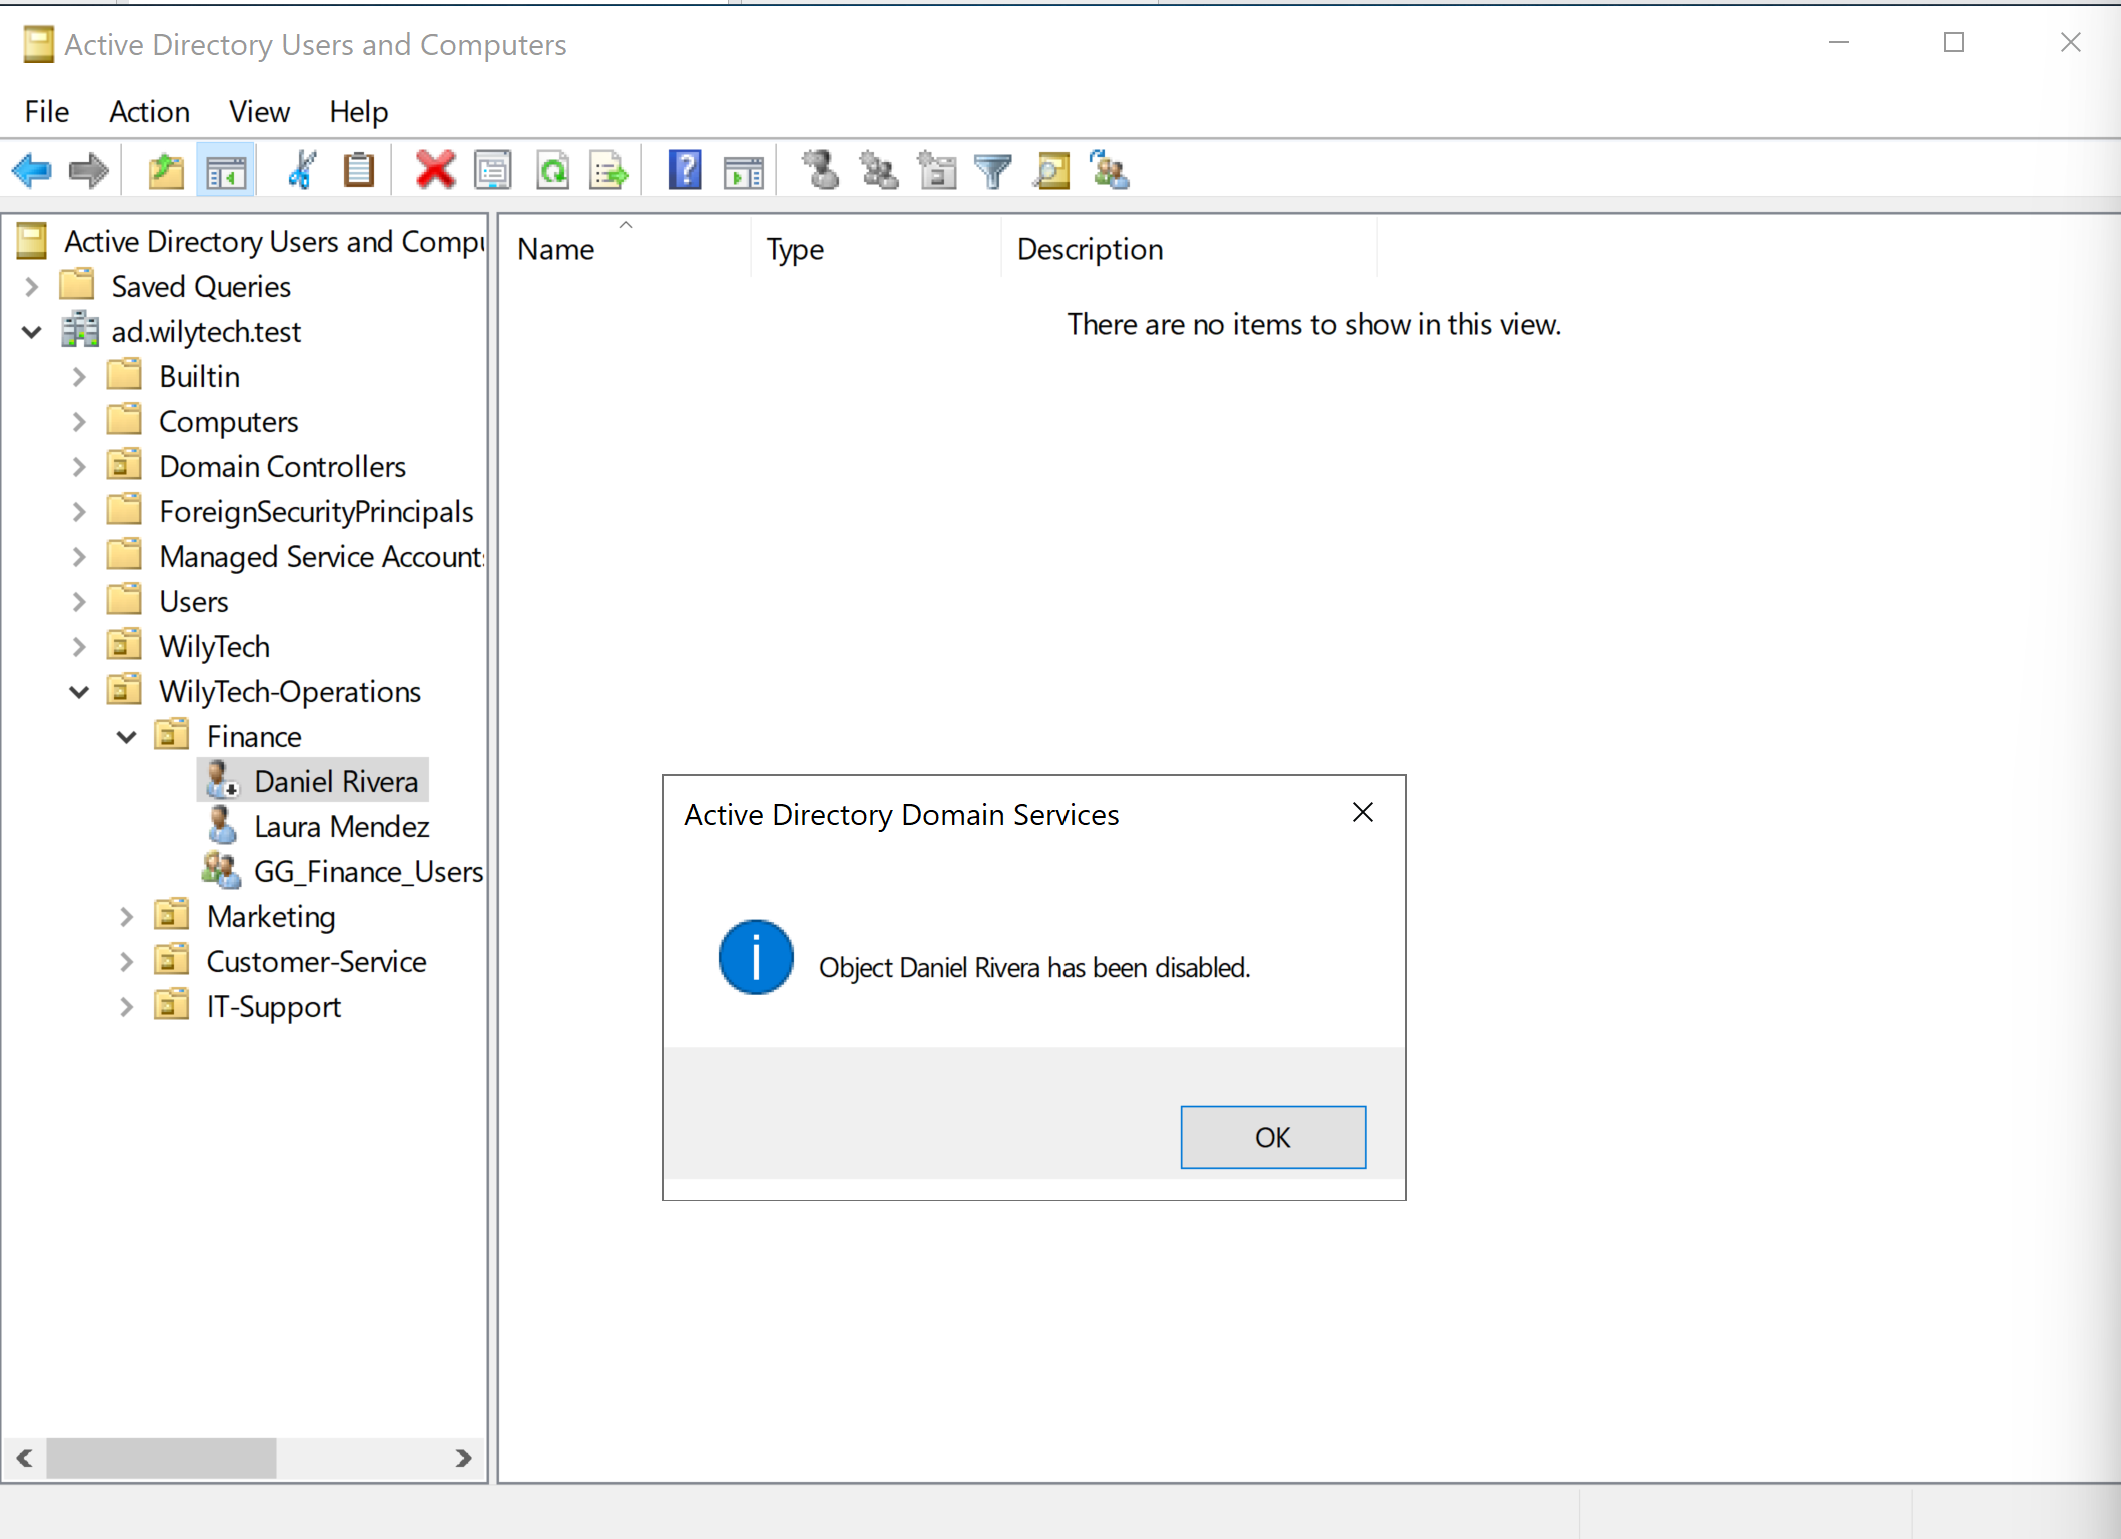 Active Directory Users and Computers
File Action View Help
Active Directory Users and Compu
Saved Queries
ad.wilytech.test
Builtin
Computers
Domain Controllers
ForeignSecurityPrincipals
Managed Service Account
Users
WilyTech
WilyTech-Operations
Finance
Daniel Rivera
Laura Mendez
GG_Finance_Users
Marketing
Customer-Service
IT-Support
Name Type Description
There are no items to show in this view.
Active Directory Domain Services
Object Daniel Rivera has been disabled.
OK